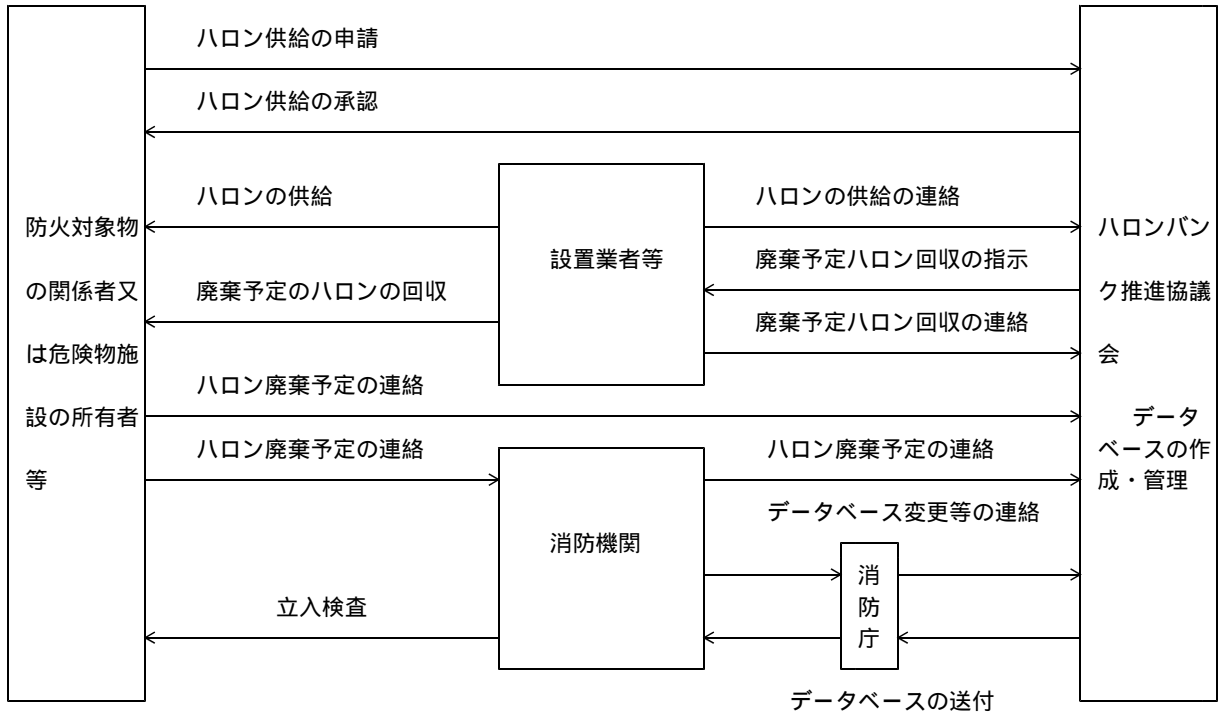 ハロン供給の申請
ハロン供給の承認
ハロンの供給
ハロンの供給の連絡
防火対象物
の関係者又
は危険物施
設の所有者
等
設置業者等
ハロンバン
ク推進協議
会
データ
ベースの作
成・管理
廃棄予定ハロン回収の指示
廃棄予定のハロンの回収
廃棄予定ハロン回収の連絡
ハロン廃棄予定の連絡
ハロン廃棄予定の連絡
ハロン廃棄予定の連絡
データベース変更等の連絡
消防機関
消
防
庁
立入検査
データベースの送付